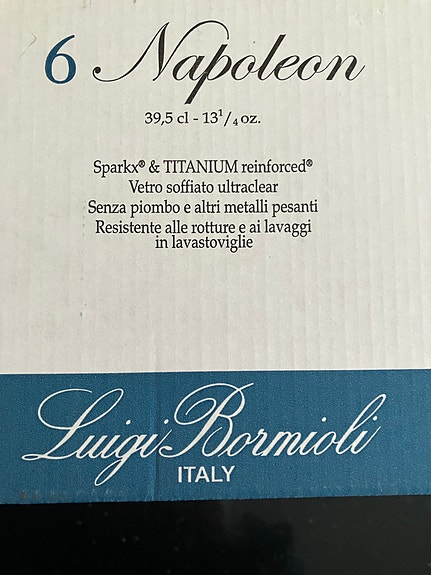 6 Napoleon
39,5 cl - 13¹/₄ oz.
Sparkx® & TITANIUM reinforced®
Vetro soffiato ultraclear
Senza piombo e altri metalli pesanti
Resistente alle rotture e ai lavaggi
in lavastoviglie
Luigi Bormioli
ITALY